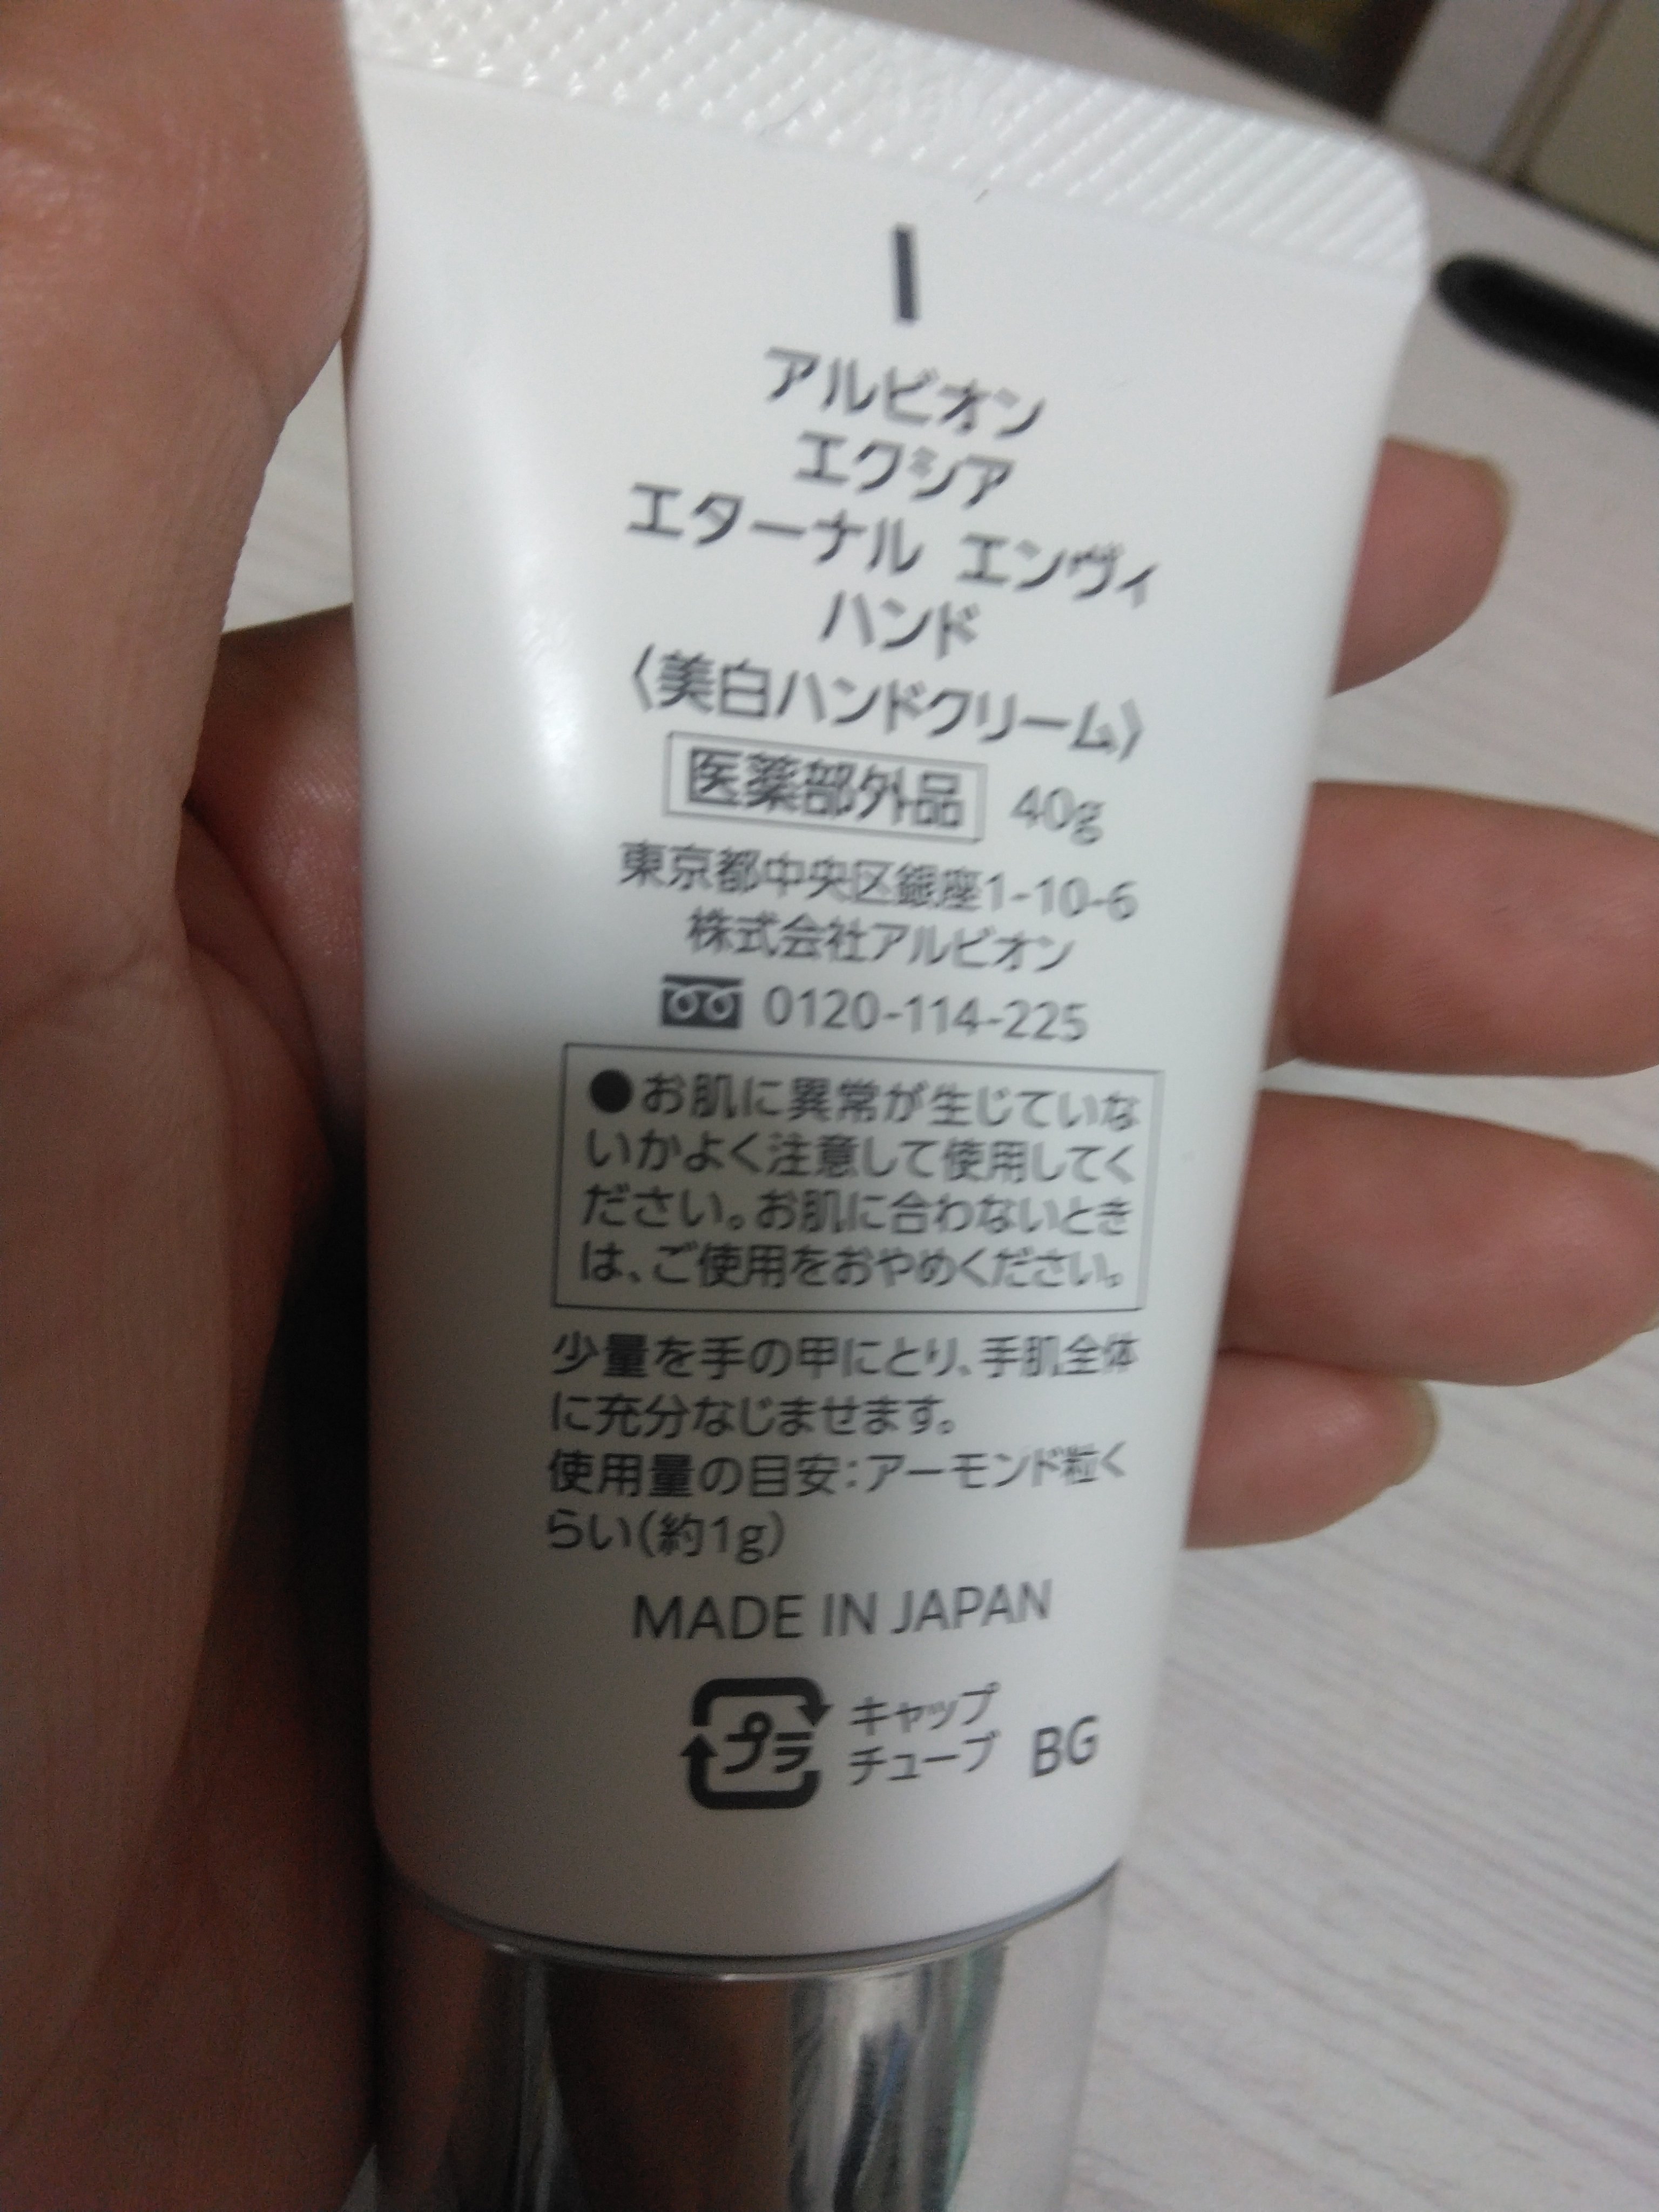 アルビオン
エクシア
エターナル エンヴィ
ハンド
〈美白ハンドクリーム〉
医薬部外品 40g
東京都中央区銀座1-10-6
株式会社アルビオン
0120-114-225
●お肌に異常が生じていな
いかよく注意して使用してく
ださい。お肌に合わないとき
は、ご使用をおやめください。
少量を手の甲にとり、手肌全体
に充分なじませます。
使用量の目安:アーモンド粒く
らい(約1g)
MADE IN JAPAN
プラ キャップ
チューブ BG